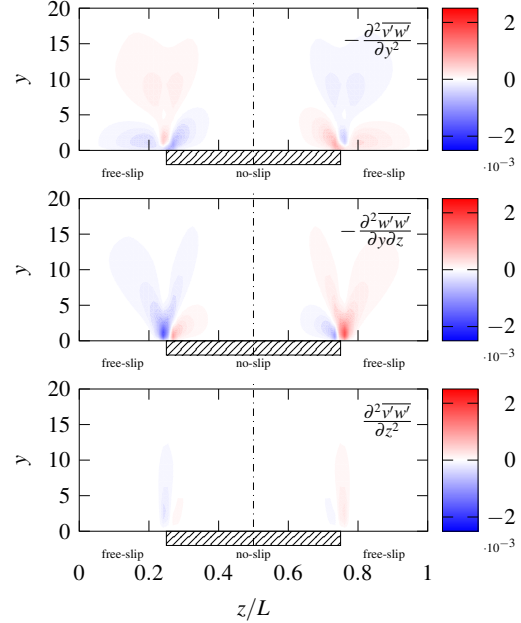 20
15
10
5
0
y
− ∂²v′w′ / ∂y²
free-slip no-slip free-slip
2
0
−2
·10⁻³
20
15
10
5
0
y
− ∂²w′w′ / ∂y∂z
free-slip no-slip free-slip
2
0
−2
·10⁻³
20
15
10
5
0
y
∂²v′w′ / ∂z²
free-slip no-slip free-slip
2
0
−2
·10⁻³
0 0.2 0.4 0.6 0.8 1
z/L